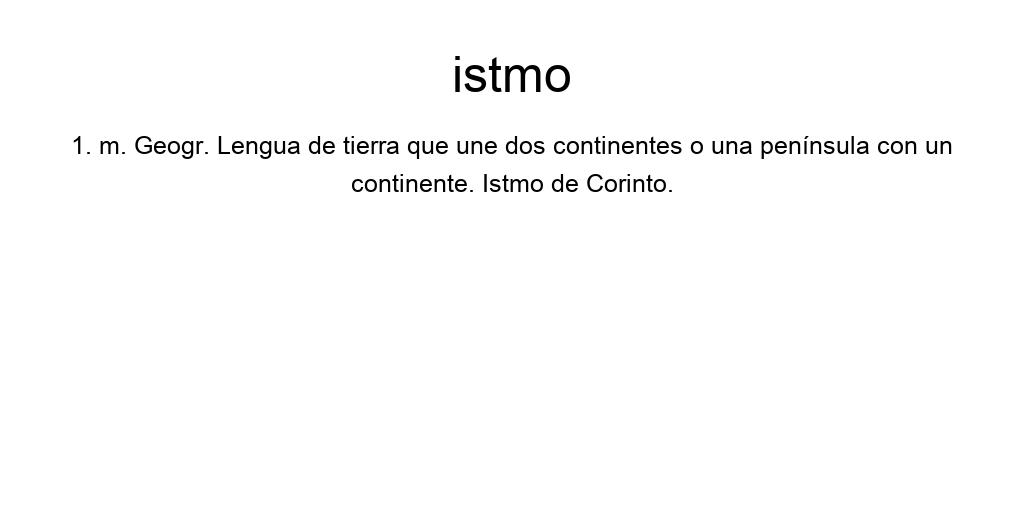 istmo
1. m. Geogr. Lengua de tierra que une dos continentes o una península con un
continente. Istmo de Corinto.